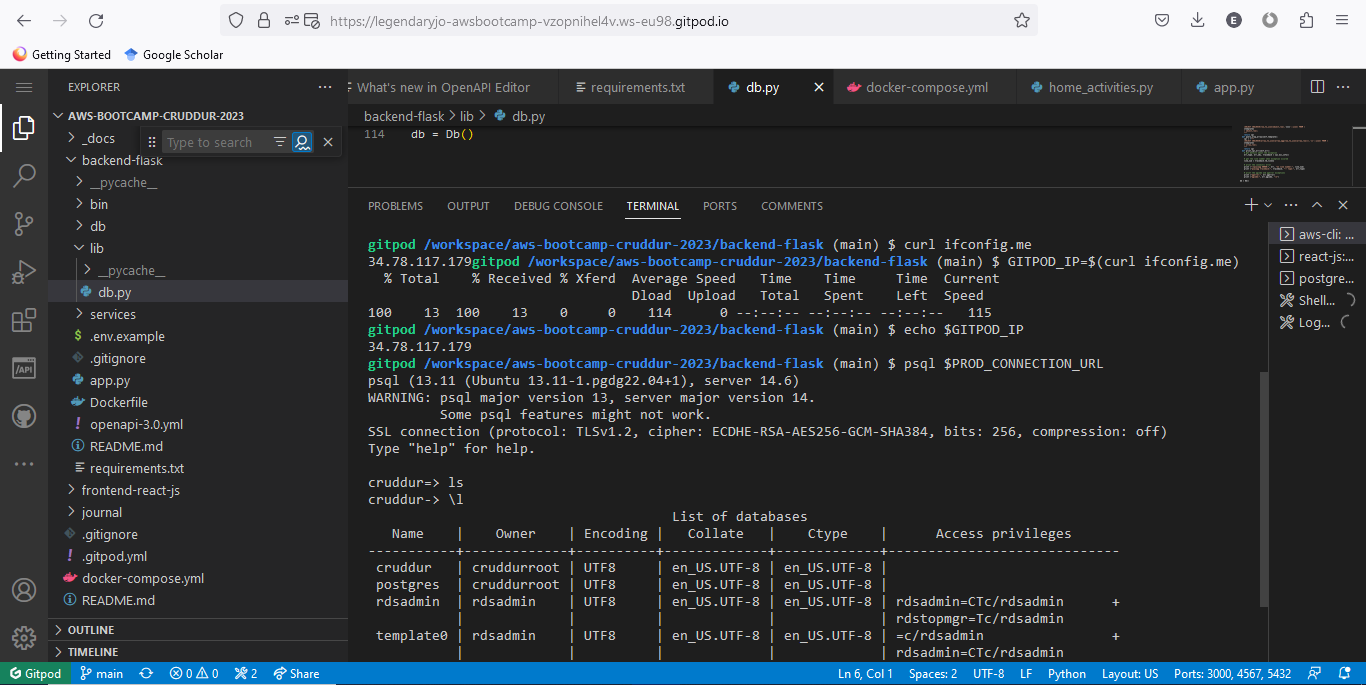 https://legendaryjo-awsbootcamp-vzopnihel4v.ws-eu98.gitpod.io
E
Getting Started Google Scholar
EXPLORER ···
What's new in OpenAPI Editor requirements.txt db.py × docker-compose.yml home_activities.py app.py ···
AWS-BOOTCAMP-CRUDDUR-2023
backend-flask > lib > db.py
_docs
Type to search
114 db = Db()
backend-flask
__pycache__
bin
db
lib
__pycache__
db.py
services
$ .env.example
.gitignore
app.py
Dockerfile
! openapi-3.0.yml
README.md
requirements.txt
frontend-react-js
journal
.gitignore
! .gitpod.yml
docker-compose.yml
README.md
OUTLINE
TIMELINE
/API
PROBLEMS OUTPUT DEBUG CONSOLE TERMINAL PORTS COMMENTS
gitpod /workspace/aws-bootcamp-cruddur-2023/backend-flask (main) $ curl ifconfig.me
34.78.117.179gitpod /workspace/aws-bootcamp-cruddur-2023/backend-flask (main) $ GITPOD_IP=$(curl ifconfig.me)
  % Total    % Received % Xferd  Average Speed   Time    Time     Time  Current
                                 Dload  Upload   Total   Spent    Left  Speed
100    13  100    13    0     0    114      0 --:--:-- --:--:-- --:--:--   115
gitpod /workspace/aws-bootcamp-cruddur-2023/backend-flask (main) $ echo $GITPOD_IP
34.78.117.179
gitpod /workspace/aws-bootcamp-cruddur-2023/backend-flask (main) $ psql $PROD_CONNECTION_URL
psql (13.11 (Ubuntu 13.11-1.pgdg22.04+1), server 14.6)
WARNING: psql major version 13, server major version 14.
         Some psql features might not work.
SSL connection (protocol: TLSv1.2, cipher: ECDHE-RSA-AES256-GCM-SHA384, bits: 256, compression: off)
Type "help" for help.
cruddur=> ls
cruddur-> \l
                                      List of databases
   Name    |    Owner    | Encoding |   Collate   |    Ctype    |      Access privileges
-----------+-------------+----------+-------------+-------------+-----------------------------
 cruddur   | cruddurroot | UTF8     | en_US.UTF-8 | en_US.UTF-8 |
 postgres  | cruddurroot | UTF8     | en_US.UTF-8 | en_US.UTF-8 |
 rdsadmin  | rdsadmin    | UTF8     | en_US.UTF-8 | en_US.UTF-8 | rdsadmin=CTc/rdsadmin      +
           |             |          |             |             | rdstopmgr=Tc/rdsadmin
 template0 | rdsadmin    | UTF8     | en_US.UTF-8 | en_US.UTF-8 | =c/rdsadmin                +
           |             |          |             |             | rdsadmin=CTc/rdsadmin
aws-cli: ...
react-js:...
postgre...
Shell...
Log...
Gitpod main 0 0 2 Share Ln 6, Col 1 Spaces: 2 UTF-8 LF Python Layout: US Ports: 3000, 4567, 5432